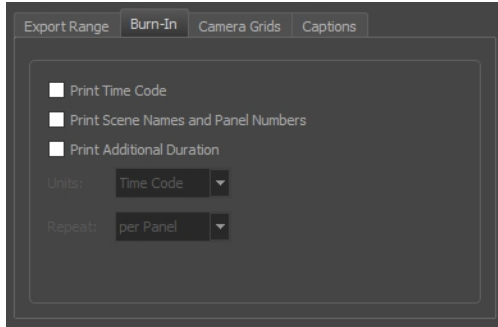 Export Range Burn-In Camera Grids Captions
Print Time Code
Print Scene Names and Panel Numbers
Print Additional Duration
Units: Time Code
Repeat: per Panel